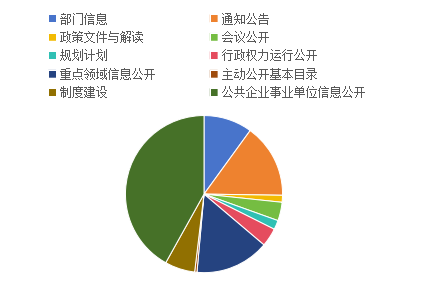 部门信息 通知公告
政策文件与解读 会议公开
规划计划 行政权力运行公开
重点领域信息公开 主动公开基本目录
制度建设 公共企业事业单位信息公开